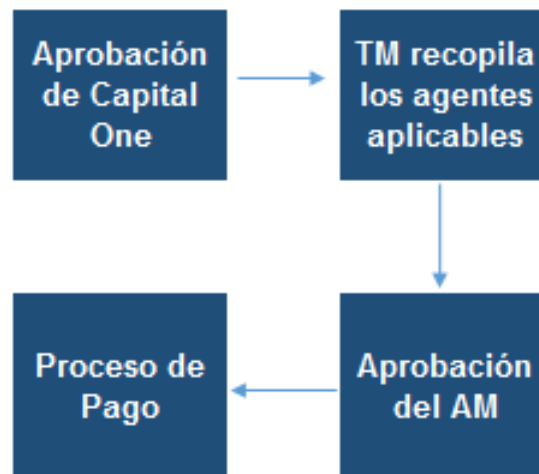 Aprobación
de Capital
One
TM recopila
los agentes
aplicables
Aprobación
del AM
Proceso de
Pago